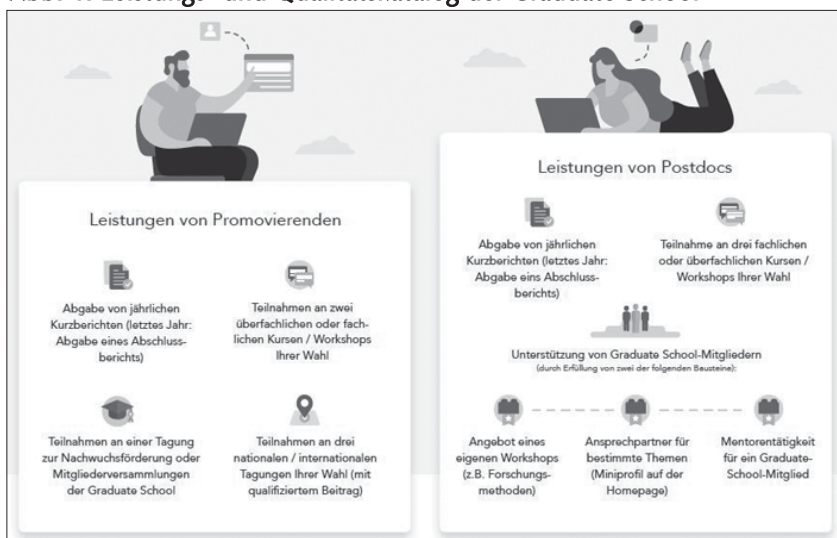 Abb. 1: Leistungs- und Qualitätskatalog der Graduate School
Leistungen von Promovierenden
Abgabe von jährlichen
Kurzberichten (letztes Jahr:
Abgabe eines Abschluss-
berichts)
Teilnahmen an zwei
überfachlichen oder fach-
lichen Kursen / Workshops
Ihrer Wahl
Teilnahmen an einer Tagung
zur Nachwuchsförderung oder
Mitgliederversammlungen
der Graduate School
Teilnahmen an drei
nationalen / internationalen
Tagungen Ihrer Wahl (mit
qualifiziertem Beitrag)
Leistungen von Postdocs
Abgabe von jährlichen
Kurzberichten (letztes Jahr:
Abgabe eins Abschluss-
berichts)
Teilnahme an drei fachlichen
oder überfachlichen Kursen /
Workshops Ihrer Wahl
Unterstützung von Graduate School-Mitgliedern
(durch Erfüllung von zwei der folgenden Bausteine):
Angebot eines
eigenen Workshops
(z.B. Forschungs-
methoden)
Ansprechpartner für
bestimmte Themen
(Miniprofil auf der
Homepage)
Mentorentätigkeit
für ein Graduate-
School-Mitglied